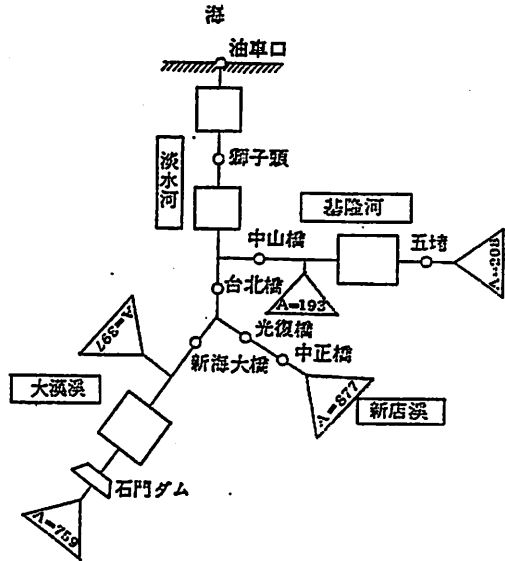 海
油車口
獅子頭
淡水河
基隆河
中山橋
五堵
A=208
台北橋
A=193
A=397
光復橋
新海大橋
中正橋
大漢溪
A=877
新店溪
石門ダム
A=759